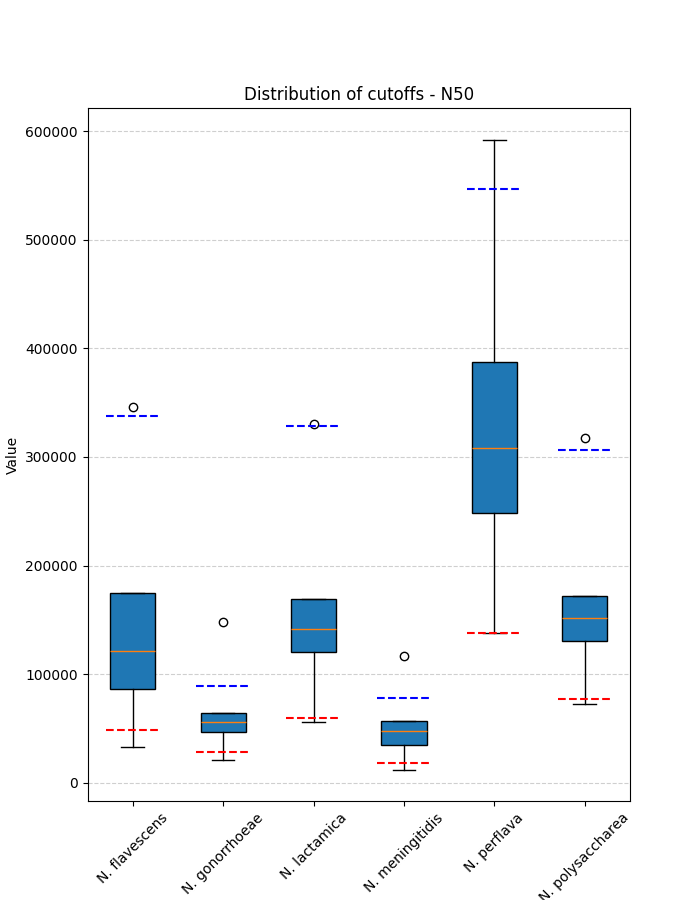 Distribution of cutoffs - N50
Value
600000
500000
400000
300000
200000
100000
0
N. flavescens
N. gonorrhoeae
N. lactamica
N. meningitidis
N. perflava
N. polysaccharea